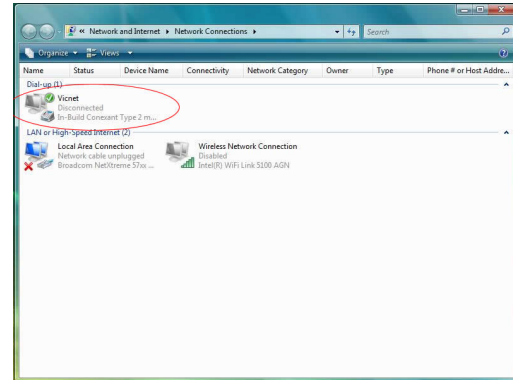 « Network and Internet ▸ Network Connections ▸
Search
Organize Views
Name Status Device Name Connectivity Network Category Owner Type Phone # or Host Addre...
Dial-up (1)
Vicnet
Disconnected
In-Build Conexant Type 2 m...
LAN or High-Speed Internet (2)
Local Area Connection
Network cable unplugged
Broadcom NetXtreme 57xx ...
Wireless Network Connection
Disabled
Intel(R) WiFi Link 5100 AGN